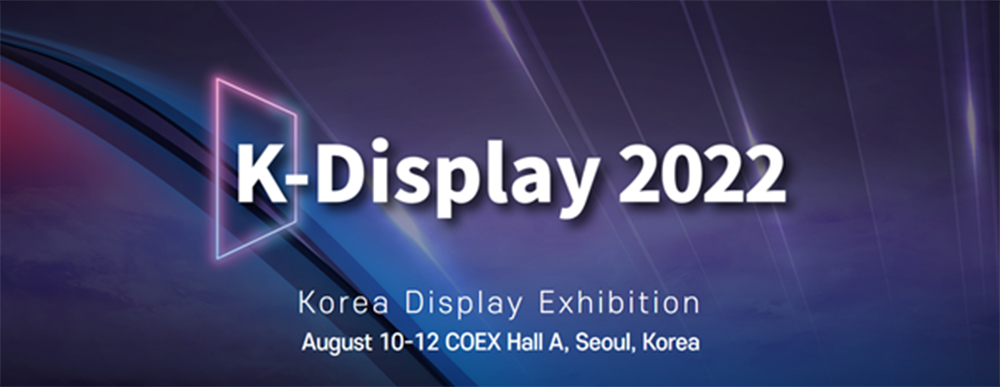 K-Display 2022
Korea Display Exhibition
August 10-12 COEX Hall A, Seoul, Korea